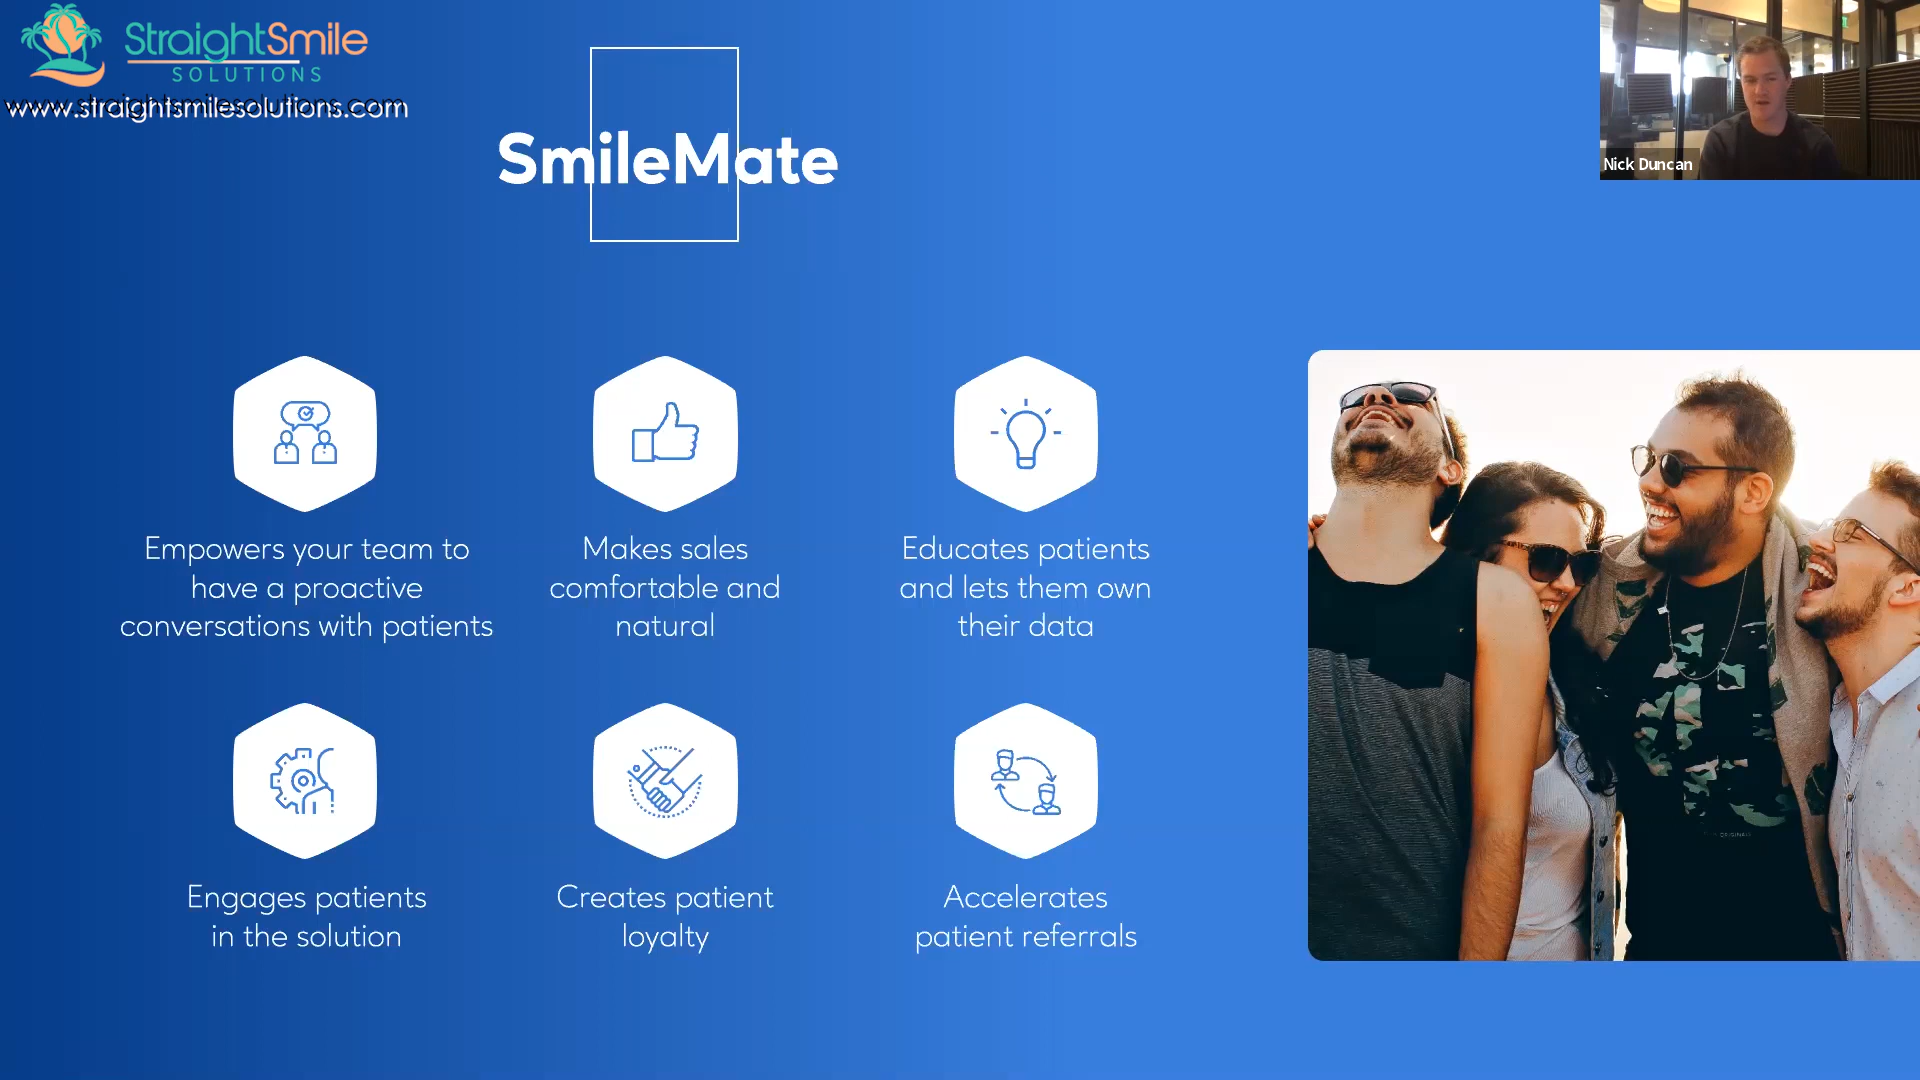 StraightSmile
SOLUTIONS
www.straightsmilesolutions.com
SmileMate
Nick Duncan
Empowers your team to
have a proactive
conversations with patients
Makes sales
comfortable and
natural
Educates patients
and lets them own
their data
Engages patients
in the solution
Creates patient
loyalty
Accelerates
patient referrals